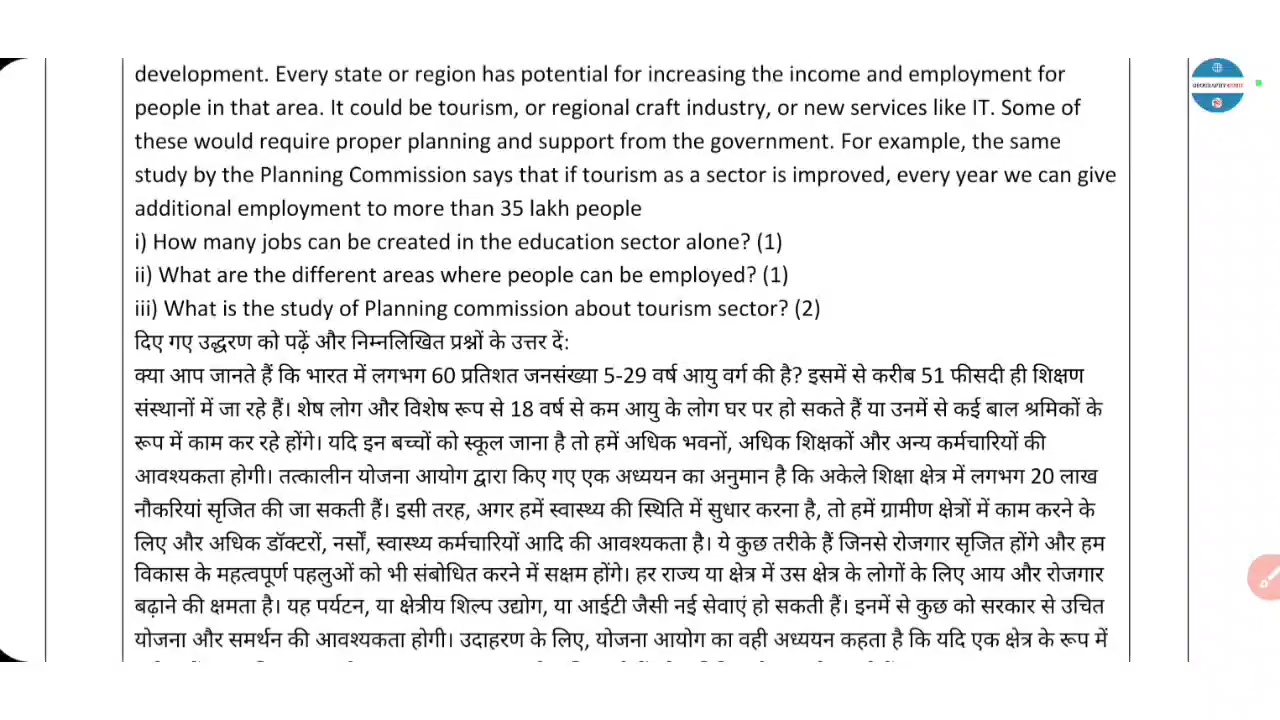 development. Every state or region has potential for increasing the income and employment for
people in that area. It could be tourism, or regional craft industry, or new services like IT. Some of
these would require proper planning and support from the government. For example, the same
study by the Planning Commission says that if tourism as a sector is improved, every year we can give
additional employment to more than 35 lakh people
i) How many jobs can be created in the education sector alone? (1)
ii) What are the different areas where people can be employed? (1)
iii) What is the study of Planning commission about tourism sector? (2)
दिए गए उद्धरण को पढ़ें और निम्नलिखित प्रश्नों के उत्तर दें:
क्या आप जानते हैं कि भारत में लगभग 60 प्रतिशत जनसंख्या 5-29 वर्ष आयु वर्ग की है? इसमें से करीब 51 फीसदी ही शिक्षण
संस्थानों में जा रहे हैं। शेष लोग और विशेष रूप से 18 वर्ष से कम आयु के लोग घर पर हो सकते हैं या उनमें से कई बाल श्रमिकों के
रूप में काम कर रहे होंगे। यदि इन बच्चों को स्कूल जाना है तो हमें अधिक भवनों, अधिक शिक्षकों और अन्य कर्मचारियों की
आवश्यकता होगी। तत्कालीन योजना आयोग द्वारा किए गए एक अध्ययन का अनुमान है कि अकेले शिक्षा क्षेत्र में लगभग 20 लाख
नौकरियां सृजित की जा सकती हैं। इसी तरह, अगर हमें स्वास्थ्य की स्थिति में सुधार करना है, तो हमें ग्रामीण क्षेत्रों में काम करने के
लिए और अधिक डॉक्टरों, नर्सों, स्वास्थ्य कर्मचारियों आदि की आवश्यकता है। ये कुछ तरीके हैं जिनसे रोजगार सृजित होंगे और हम
विकास के महत्वपूर्ण पहलुओं को भी संबोधित करने में सक्षम होंगे। हर राज्य या क्षेत्र में उस क्षेत्र के लोगों के लिए आय और रोजगार
बढ़ाने की क्षमता है। यह पर्यटन, या क्षेत्रीय शिल्प उद्योग, या आईटी जैसी नई सेवाएं हो सकती हैं। इनमें से कुछ को सरकार से उचित
योजना और समर्थन की आवश्यकता होगी। उदाहरण के लिए, योजना आयोग का वही अध्ययन कहता है कि यदि एक क्षेत्र के रूप में